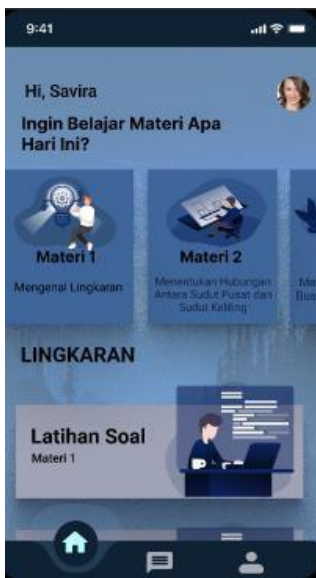 9:41
Hi, Savira
Ingin Belajar Materi Apa
Hari Ini?
Materi 1
Mengenal Lingkaran
Materi 2
Menentukan Hubungan
Antara Sudut Pusat dan
Sudut Keliling
LINGKARAN
Latihan Soal
Materi 1